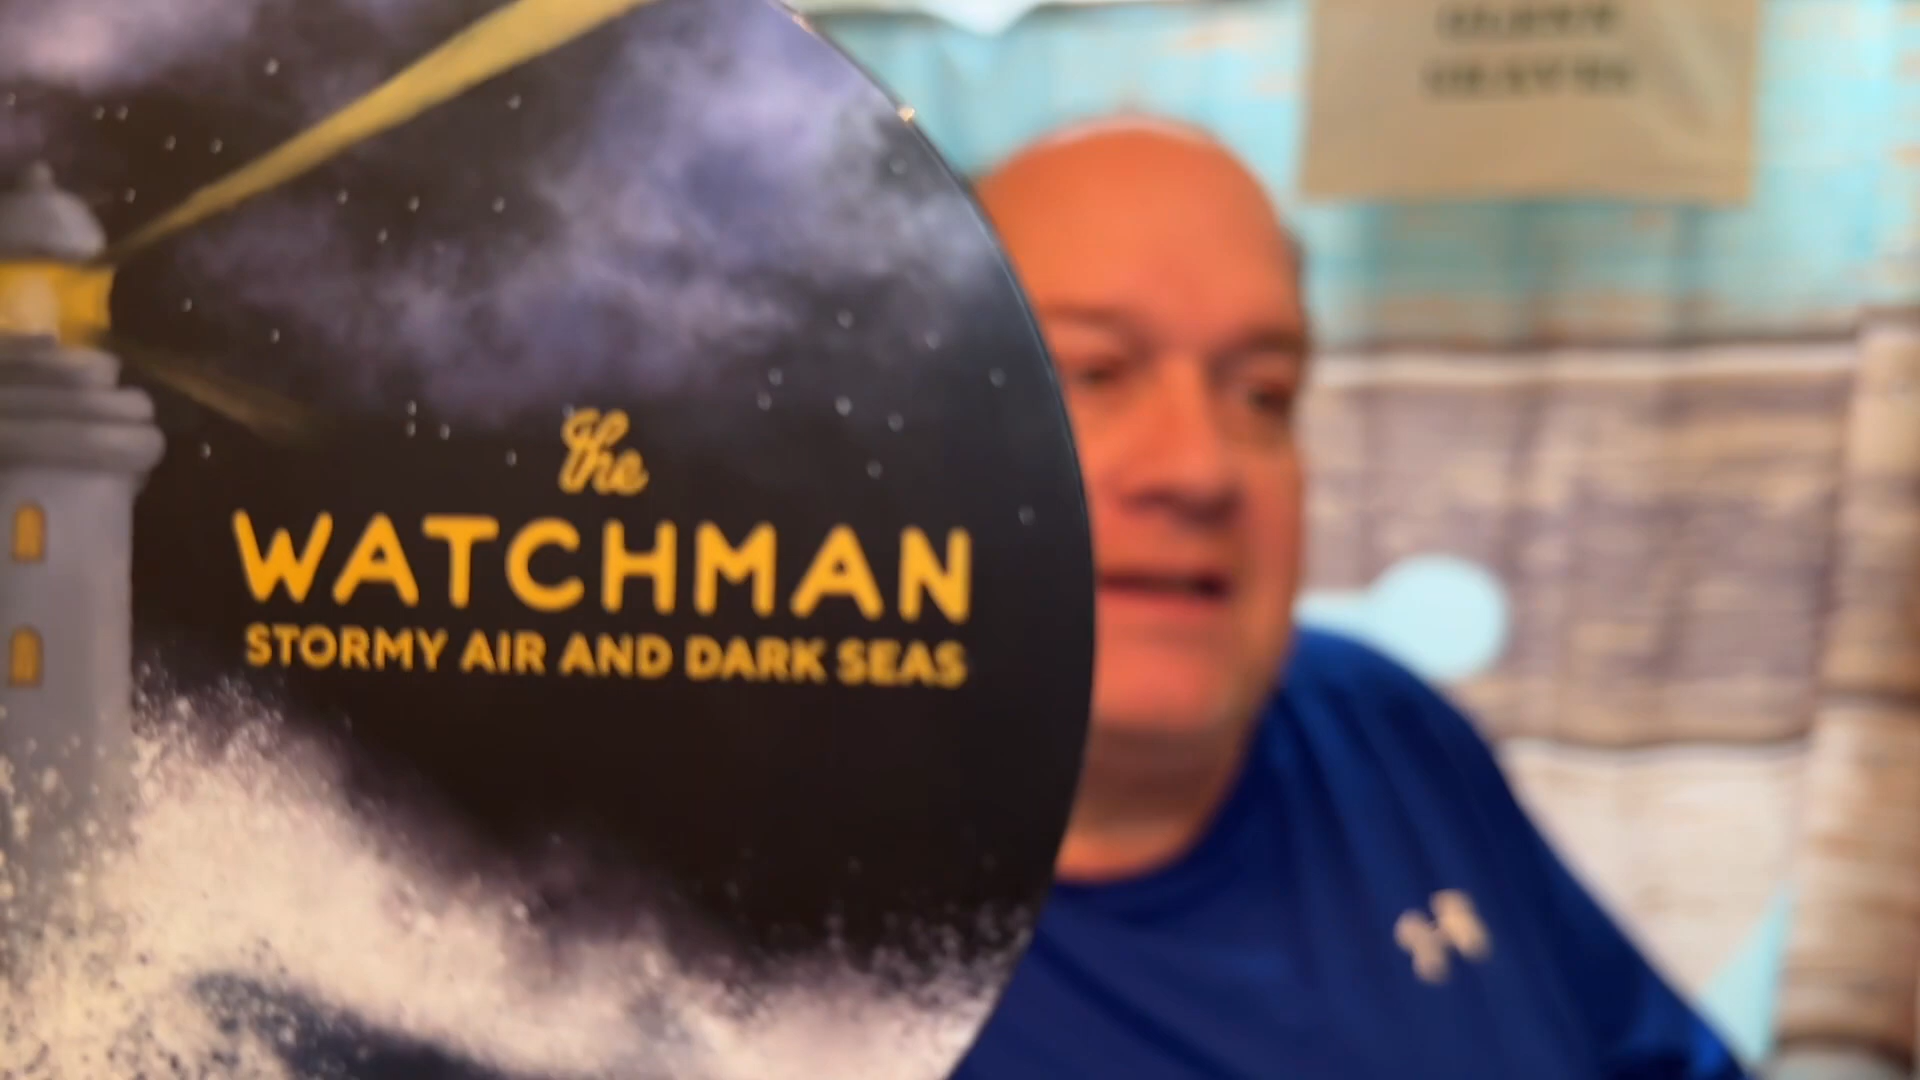 the
WATCHMAN
STORMY AIR AND DARK SEAS